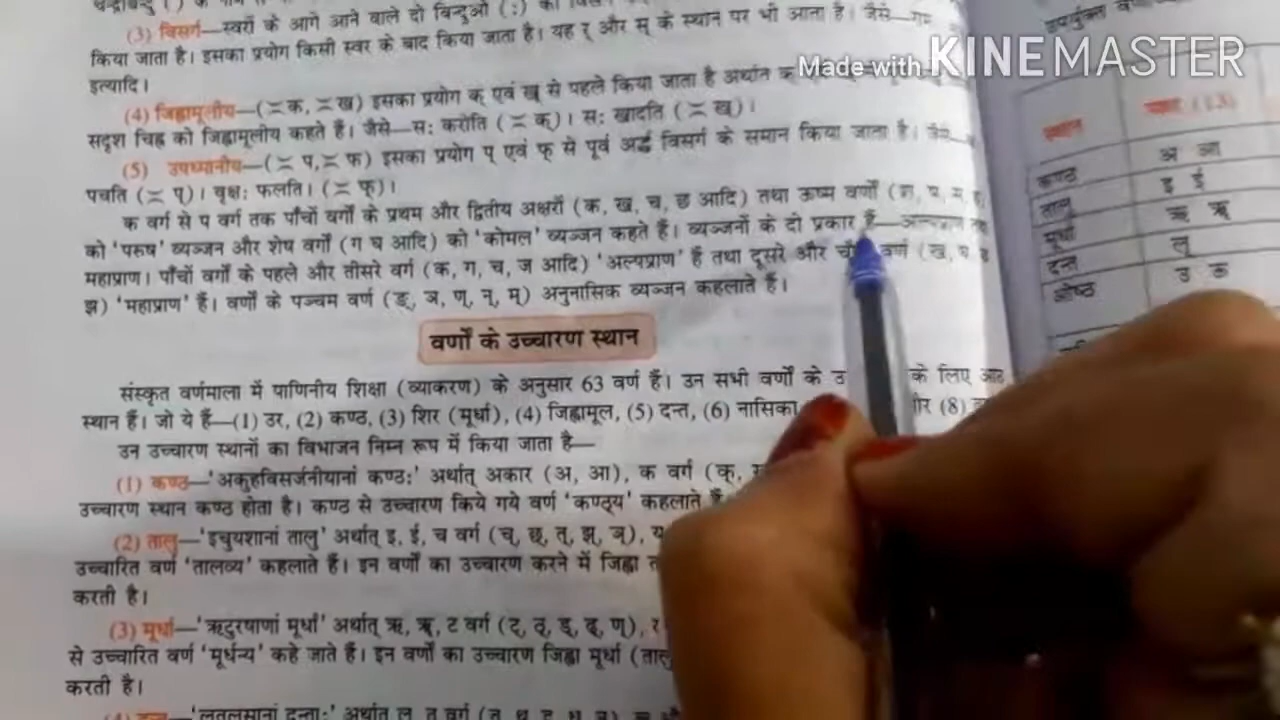 (3) विसर्ग—स्वरों के आगे आने वाले दो बिन्दुओं (:) को
किया जाता है। इसका प्रयोग किसी स्वर के बाद किया जाता है। यह र् और स् के स्थान पर भी आता है। जैसे—
इत्यादि।
Made with KINEMASTER
(4) जिह्वामूलीय—(ꣳक, ꣳख) इसका प्रयोग क् एवं ख् से पहले किया जाता है अर्थात क
सदृश चिह्न को जिह्वामूलीय कहते हैं। जैसे—स: करोति (ꣳ क्)। स: खादति (ꣳ ख्)।
(5) उपध्मानीय—(ꣳ प,ꣳ फ) इसका प्रयोग प् एवं फ् से पूर्व अर्द्ध विसर्ग के समान किया जाता है। जैसे—
पचति (ꣳ प्)। वृक्ष: फलति। (ꣳ फ्)।
क वर्ग से प वर्ग तक पाँचों वर्गों के प्रथम और द्वितीय अक्षरों (क, ख, च, छ आदि) तथा ऊष्म वर्णों (श, ष, स,
को 'परुष' व्यञ्जन और शेष वर्गों (ग घ आदि) को 'कोमल' व्यञ्जन कहते हैं। व्यञ्जनों के दो प्रकार हैं—अल्पप्राण
महाप्राण। पाँचों वर्गों के पहले और तीसरे वर्ग (क, ग, च, ज आदि) 'अल्पप्राण' हैं तथा दूसरे और वर्ण (ख, घ
झ) 'महाप्राण' हैं। वर्णों के पञ्चम वर्ण (ङ्, ञ, ण्, न्, म्) अनुनासिक व्यञ्जन कहलाते हैं।
वर्णों के उच्चारण स्थान
संस्कृत वर्णमाला में पाणिनीय शिक्षा (व्याकरण) के अनुसार 63 वर्ण हैं। उन सभी वर्णों के के लिए आठ
स्थान हैं। जो ये हैं—(1) उर, (2) कण्ठ, (3) शिर (मूर्धा), (4) जिह्वामूल, (5) दन्त, (6) नासिका, (8)
उन उच्चारण स्थानों का विभाजन निम्न रूप में किया जाता है—
(1) कण्ठ—'अकुहविसर्जनीयानां कण्ठ:' अर्थात् अकार (अ, आ), क वर्ग (क्,
उच्चारण स्थान कण्ठ होता है। कण्ठ से उच्चारण किये गये वर्ण 'कण्ठ्य' कहलाते हैं
(2) तालु—'इचुयशानां तालु' अर्थात् इ, ई, च वर्ग (च्, छ्, त्, झ्, ञ्), य
उच्चारित वर्ण 'तालव्य' कहलाते हैं। इन वर्णों का उच्चारण करने में जिह्वा
करती है।
(3) मूर्धा—'ऋटुरषाणां मूर्धा' अर्थात् ऋ, ॠ, ट वर्ग (ट्, ठ्, ड्, ढ्, ण्), र
से उच्चारित वर्ण 'मूर्धन्य' कहे जाते हैं। इन वर्णों का उच्चारण जिह्वा मूर्धा
करती है।
स्थान
कण्ठ अ आ
तालु इ ई
मूर्धा ऋ ॠ
दन्त लृ
ओष्ठ उ ऊ